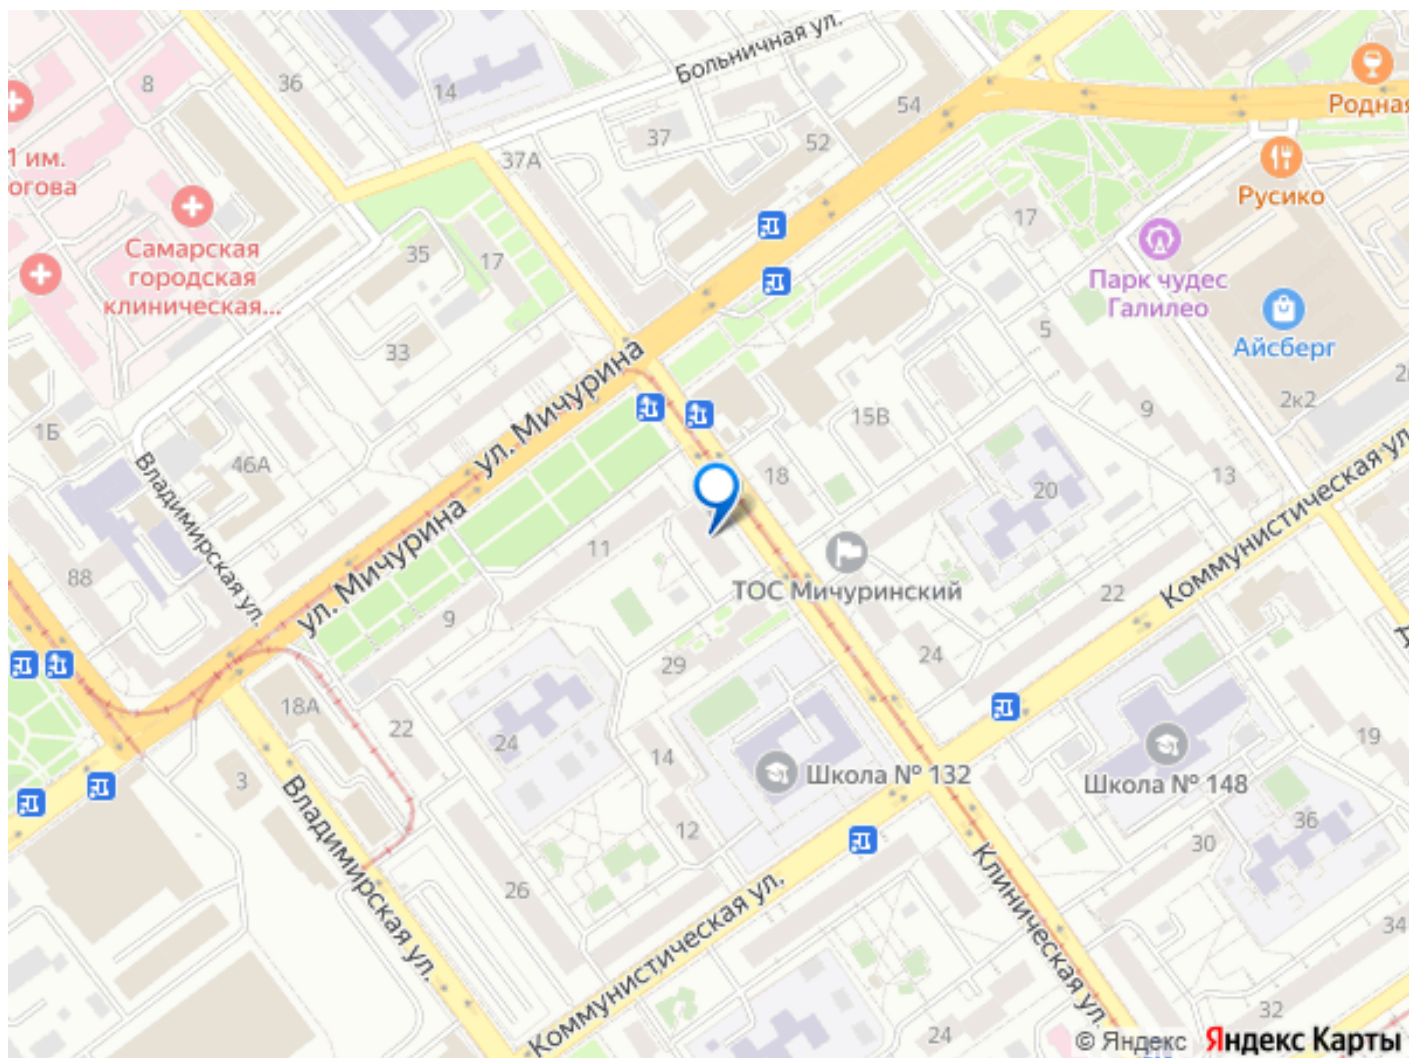 Больничная ул.
36
8
14
54
Родная
37
52
1 им.
огова
37А
Русико
Самарская
городская
клиническая...
35
17
17
Парк чудес
Галилео
5
Айсберг
33
ул. Мичурина
2к2
1Б
15В
9
46А
18
13
Владимирская ул.
20
Коммунистическая ул.
ул. Мичурина
11
88
ТОС Мичуринский
22
9
24
29
18А
22
24
14
19
3
Школа № 132
Школа № 148
12
36
30
Владимирская ул.
26
Клиническая ул.
Коммунистическая ул.
34
32
24
© Яндекс Яндекс Карты